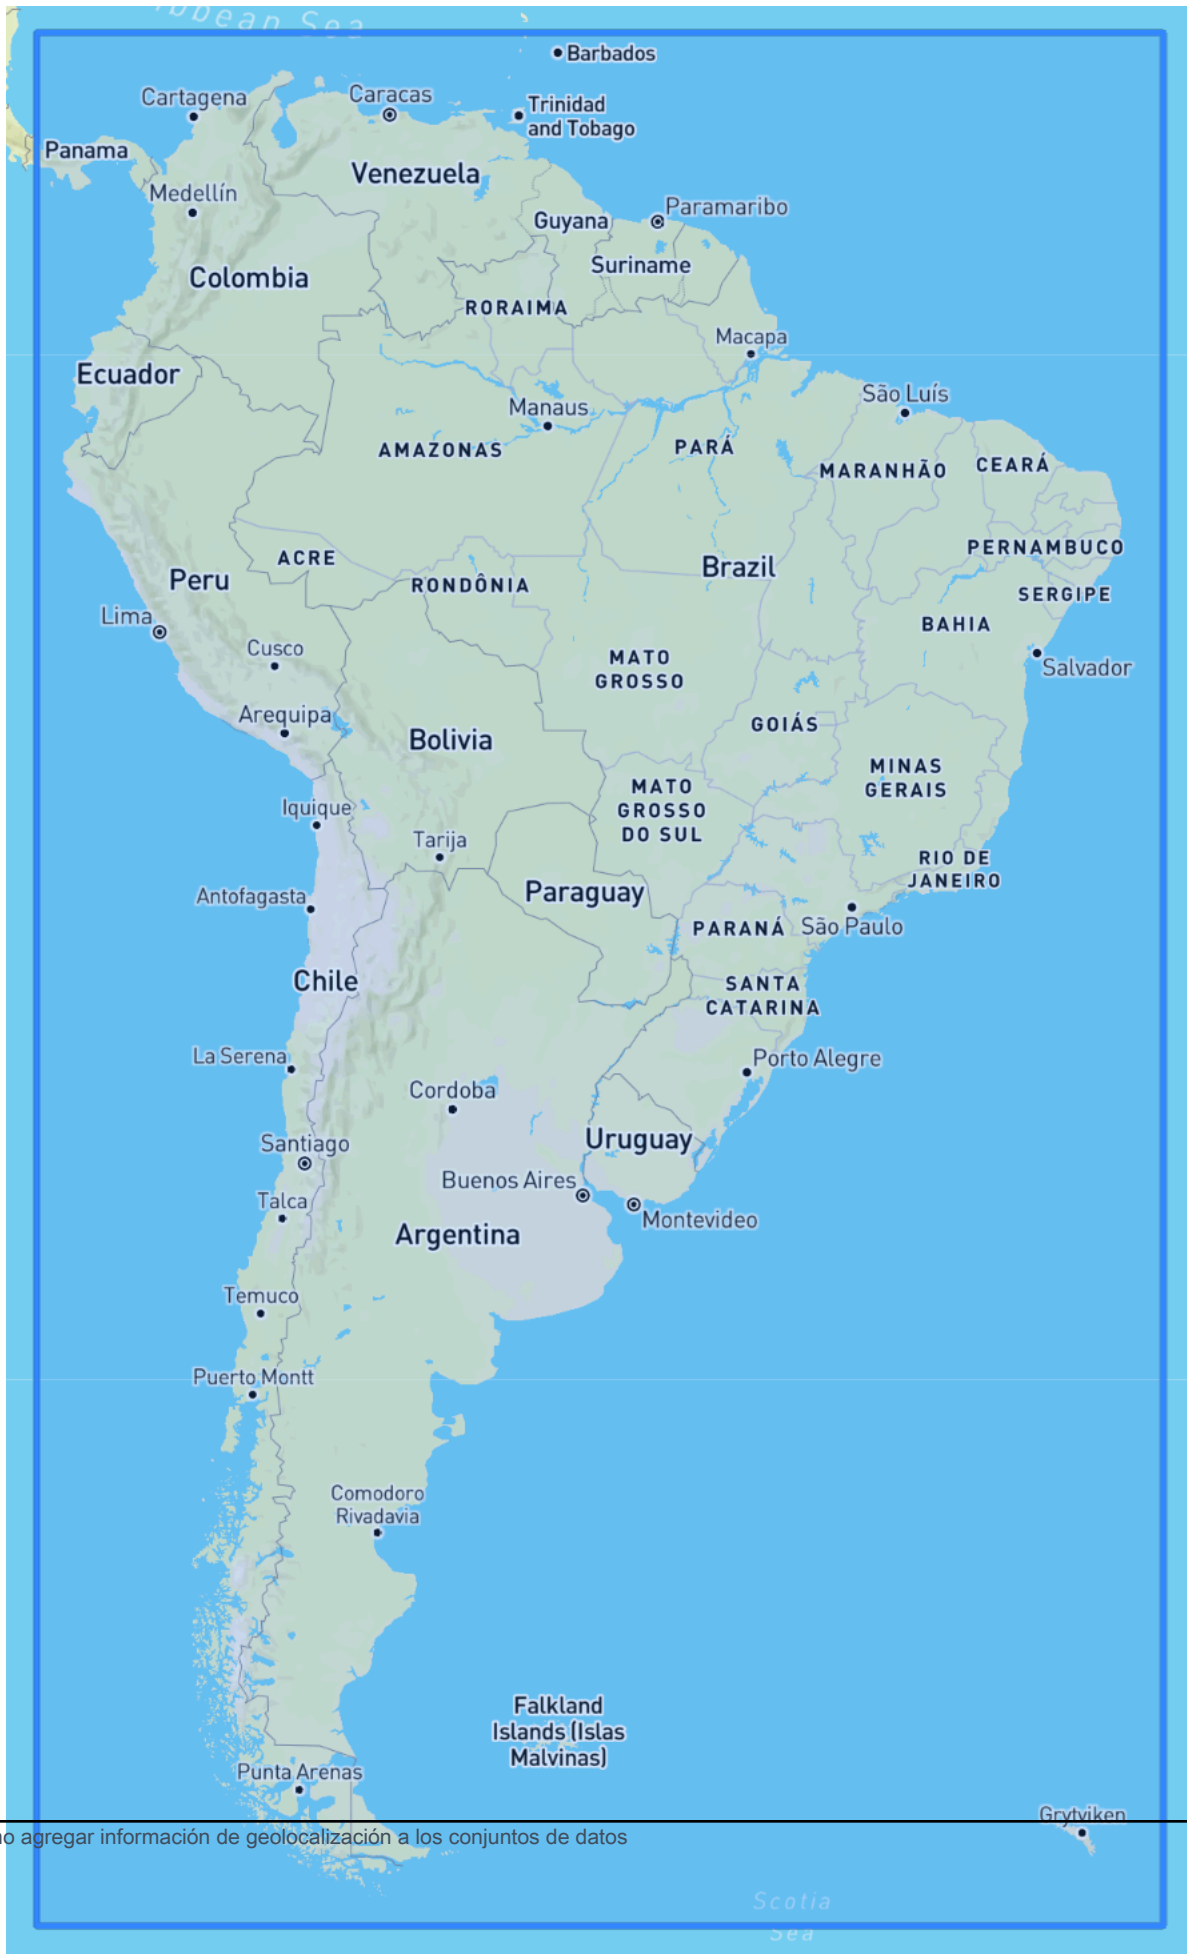 bbean Sea
Barbados
Cartagena
Caracas
Trinidad
and Tobago
Panama
Venezuela
Medellín
Guyana
Paramaribo
Suriname
Colombia
RORAIMA
Macapa
Ecuador
Manaus
São Luís
AMAZONAS
PARÁ
MARANHÃO
CEARÁ
PERNAMBUCO
ACRE
Brazil
Peru
RONDÔNIA
SERGIPE
Lima
BAHIA
Cusco
MATO
GROSSO
Salvador
Arequipa
GOIÁS
Bolivia
MINAS
GERAIS
MATO
GROSSO
DO SUL
Iquique
Tarija
RIO DE
JANEIRO
Antofagasta
Paraguay
PARANÁ
São Paulo
Chile
SANTA
CATARINA
La Serena
Porto Alegre
Cordoba
Santiago
Uruguay
Buenos Aires
Talca
Montevideo
Argentina
Temuco
Puerto Montt
Comodoro
Rivadavia
Falkland
Islands (Islas
Malvinas)
Punta Arenas
Grytviken
o agregar información de geolocalización a los conjuntos de datos
Scotia
Sea